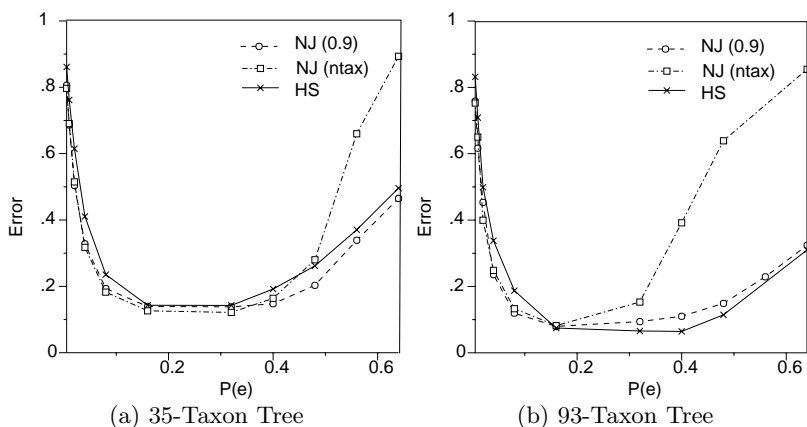 1
.8
.6
.4
.2
0
Error
NJ (0.9)
NJ (ntax)
HS
0.2
0.4
0.6
P(e)
(a) 35-Taxon Tree
1
.8
.6
.4
.2
0
Error
NJ (0.9)
NJ (ntax)
HS
0.2
0.4
0.6
P(e)
(b) 93-Taxon Tree